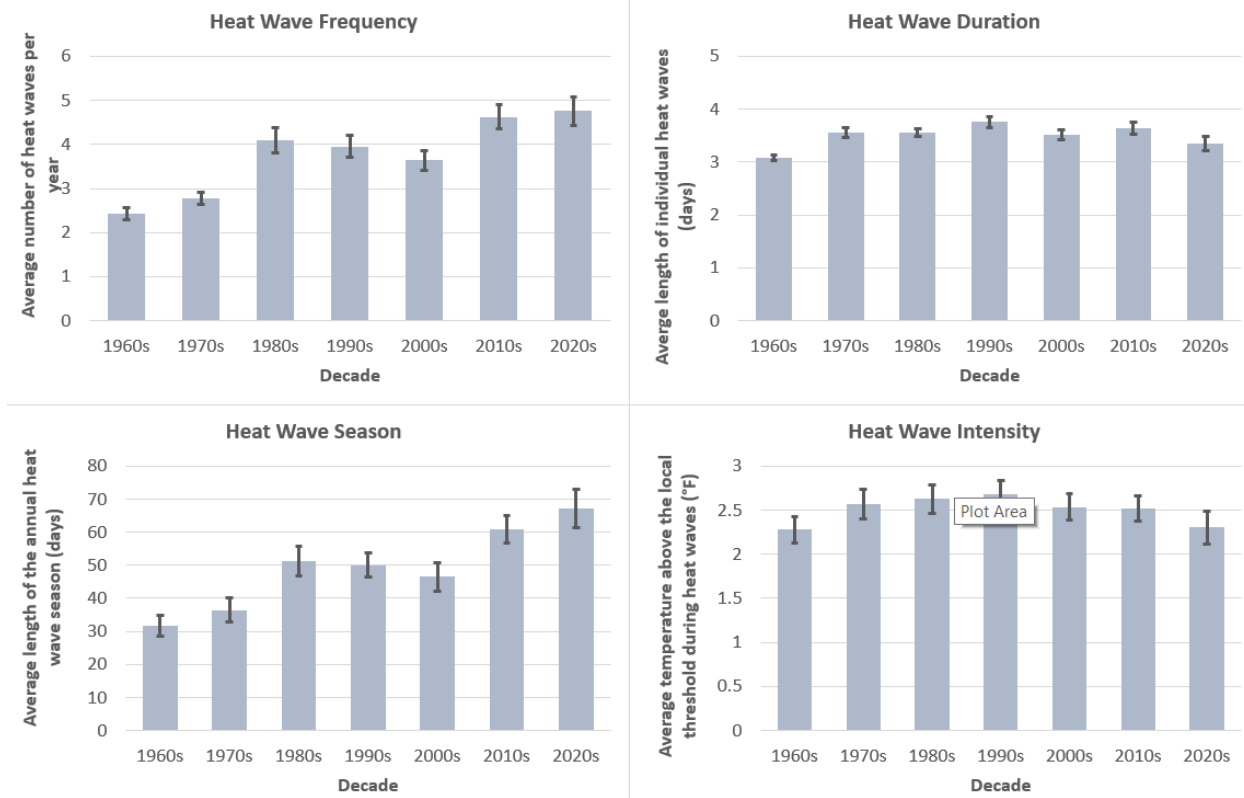 Heat Wave Frequency
Average number of heat waves per
year
6
5
4
3
2
1
0
1960s 1970s 1980s 1990s 2000s 2010s 2020s
Decade
Heat Wave Duration
Averge length of individual heat waves
(days)
5
4
3
2
1
0
1960s 1970s 1980s 1990s 2000s 2010s 2020s
Decade
Heat Wave Season
Average length of the annual heat
wave season (days)
80
70
60
50
40
30
20
10
0
1960s 1970s 1980s 1990s 2000s 2010s 2020s
Decade
Heat Wave Intensity
Average temperature above the local
threshold during heat waves (°F)
3
2.5
2
1.5
1
0.5
0
Plot Area
1960s 1970s 1980s 1990s 2000s 2010s 2020s
Decade